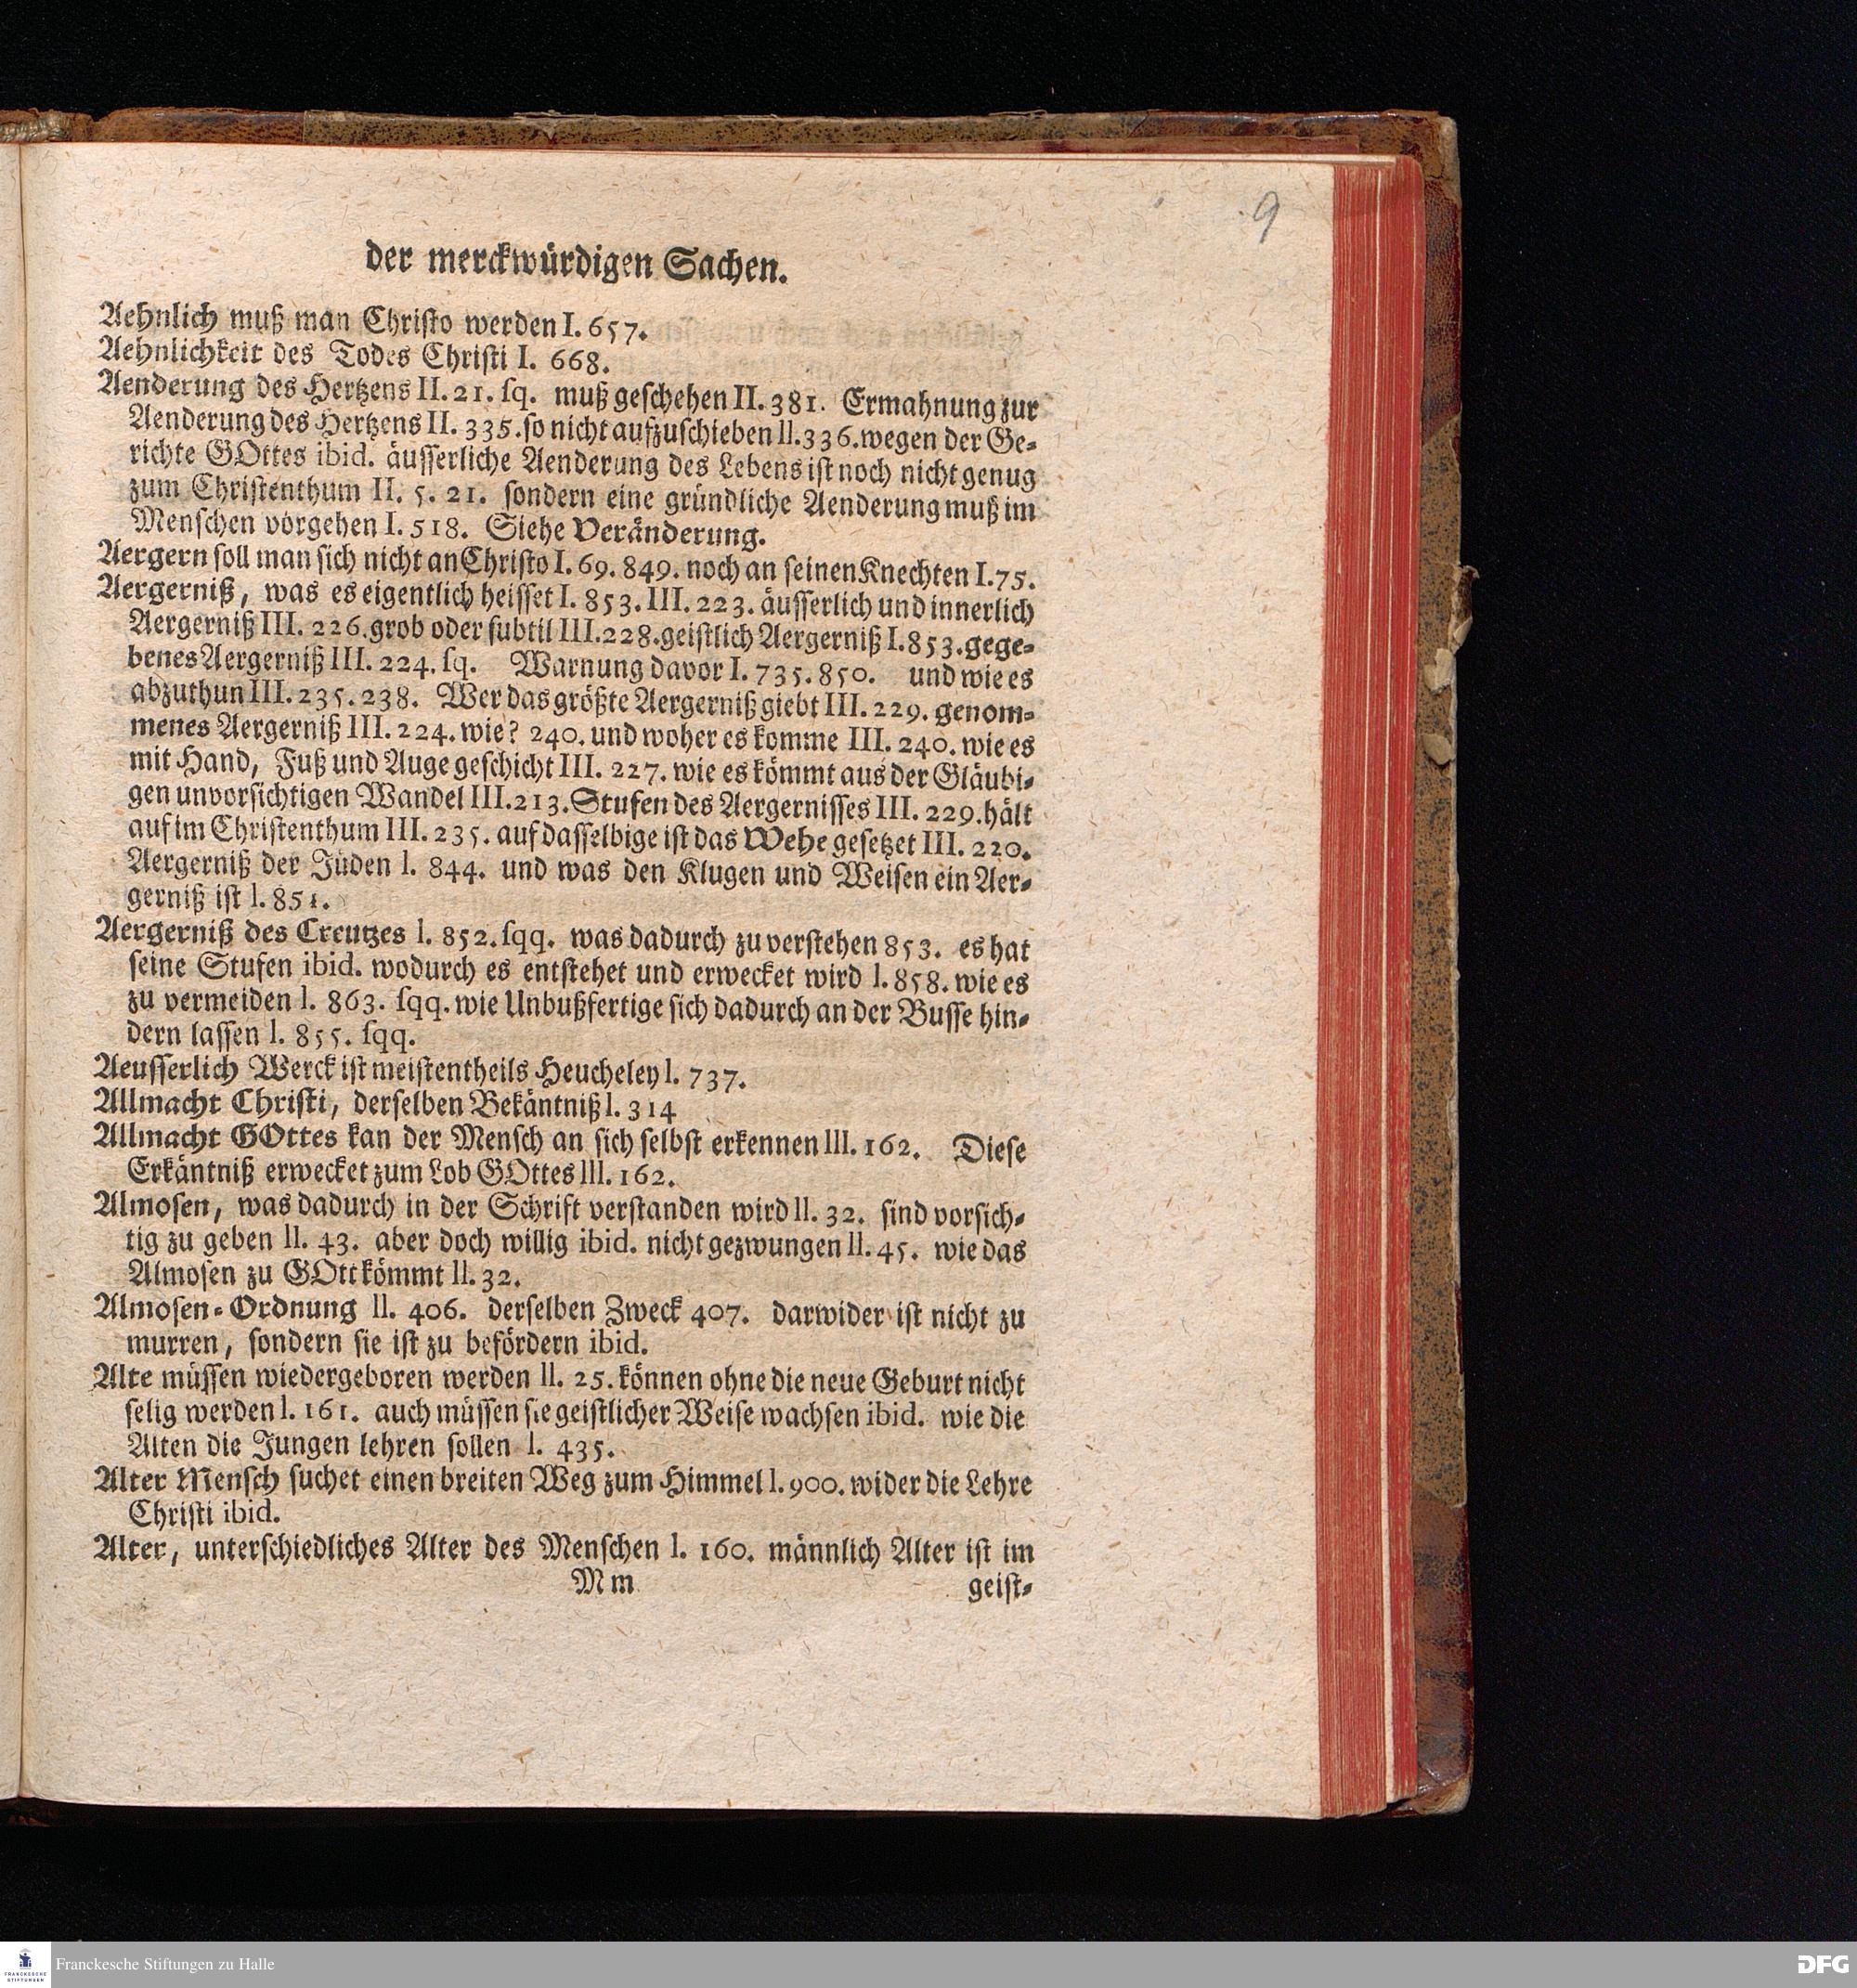 9
der merckwürdigen Sachen.
Aehnlich muß man Christo werden I. 657.
Aehnlichkeit des Todes Christi I. 668.
Aenderung des Hertzens II. 21. sq. muß geschehen II. 381. Ermahnung zur
Aenderung des Hertzens II. 335. so nicht aufzuschieben ll. 336. wegen der Ge-
richte GOttes ibid. äusserliche Aenderung des Lebens ist noch nicht genug
zum Christenthum II. 5. 21. sondern eine gründliche Aenderung muß im
Menschen vorgehen I. 518. Siehe Veränderung.
Aergern soll man sich nicht an Christo I. 69. 849. noch an seinen Knechten I. 75.
Aergerniß, was es eigentlich heisset I. 853. III. 223. äusserlich und innerlich
Aergerniß III. 226. grob oder subtil III. 228. geistlich Aergerniß I. 853. gege-
benes Aergerniß III. 224. sq. Warnung davor I. 735. 850. und wie es
abzuthun III. 235. 238. Wer das größte Aergerniß giebt III. 229. genom-
menes Aergerniß III. 224. wie? 240. und woher es komme III. 240. wie es
mit Hand, Fuß und Auge geschicht III. 227. wie es kömmt aus der Gläubi-
gen unvorsichtigen Wandel III. 213. Stufen des Aergernisses III. 229. hält
auf im Christenthum III. 235. auf dasselbige ist das Wehe gesetzet III. 220.
Aergerniß der Jüden l. 844. und was den Klugen und Weisen ein Aer-
gerniß ist l. 851.
Aergerniß des Creutzes l. 852. sqq. was dadurch zu verstehen 853. es hat
seine Stufen ibid. wodurch es entstehet und erwecket wird l. 858. wie es
zu vermeiden l. 863. sqq. wie Unbußfertige sich dadurch an der Busse hin-
dern lassen l. 855. sqq.
Aeusserlich Werck ist meistentheils Heucheley l. 737.
Allmacht Christi, derselben Bekäntniß l. 314
Allmacht GOttes kan der Mensch an sich selbst erkennen lll. 162. Diese
Erkäntniß erwecket zum Lob GOttes lll. 162.
Almosen, was dadurch in der Schrift verstanden wird ll. 32. sind vorsich-
tig zu geben ll. 43. aber doch willig ibid. nicht gezwungen ll. 45. wie das
Almosen zu GOtt kömmt ll. 32.
Almosen-Ordnung ll. 406. derselben Zweck 407. darwider ist nicht zu
murren, sondern sie ist zu befördern ibid.
Alte müssen wiedergeboren werden ll. 25. können ohne die neue Geburt nicht
selig werden l. 161. auch müssen sie geistlicher Weise wachsen ibid. wie die
Alten die Jungen lehren sollen l. 435.
Alter Mensch suchet einen breiten Weg zum Himmel l. 900. wider die Lehre
Christi ibid.
Alter, unterschiedliches Alter des Menschen l. 160. männlich Alter ist im
Mm geist-
FRANCKESCHE
STIFTUNGEN
Franckesche Stiftungen zu Halle
DFG